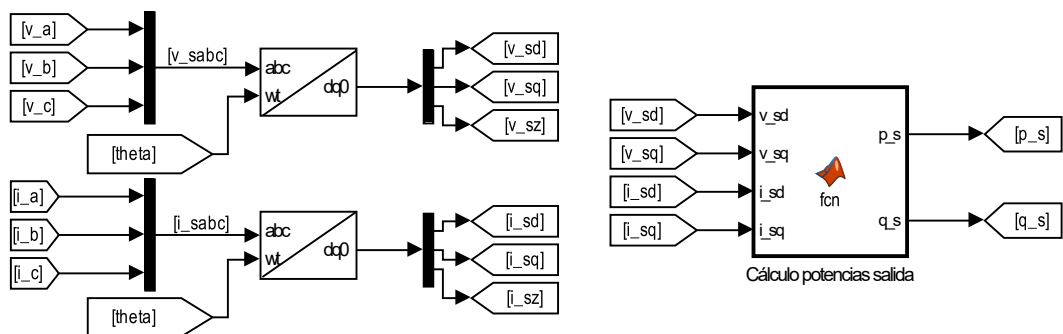 [v_a]
[v_b]
[v_c]
[v_sabc]
abc
wt
dq0
[theta]
[v_sd]
[v_sq]
[v_sz]
[i_a]
[i_b]
[i_c]
[i_sabc]
abc
wt
dq0
[theta]
[i_sd]
[i_sq]
[i_sz]
[v_sd]
[v_sq]
[i_sd]
[i_sq]
v_sd
v_sq
i_sd
i_sq
fcn
p_s
q_s
[p_s]
[q_s]
Cálculo potencias salida